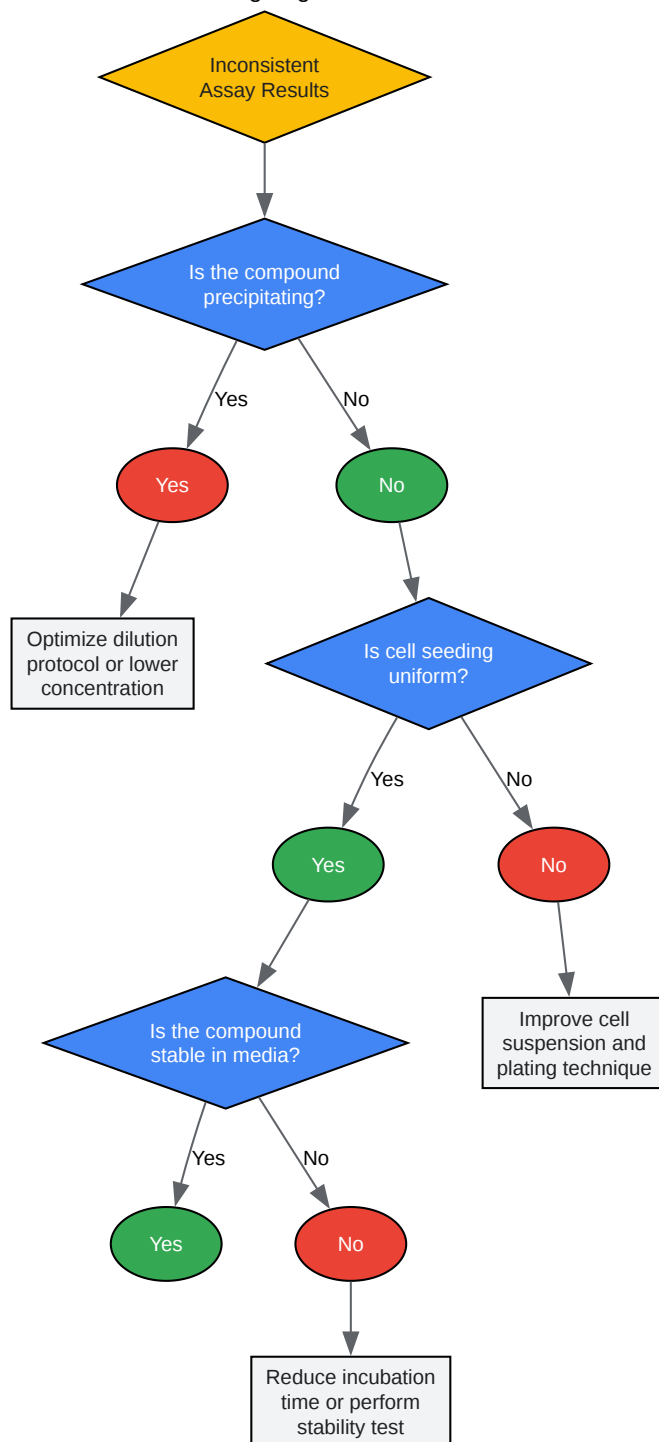 Inconsistent
Assay Results
Is the compound
precipitating?
Yes
No
Yes
No
Optimize dilution
protocol or lower
concentration
Is cell seeding
uniform?
Yes
No
Yes
No
Is the compound
stable in media?
Improve cell
suspension and
plating technique
Yes
No
Yes
No
Reduce incubation
time or perform
stability test